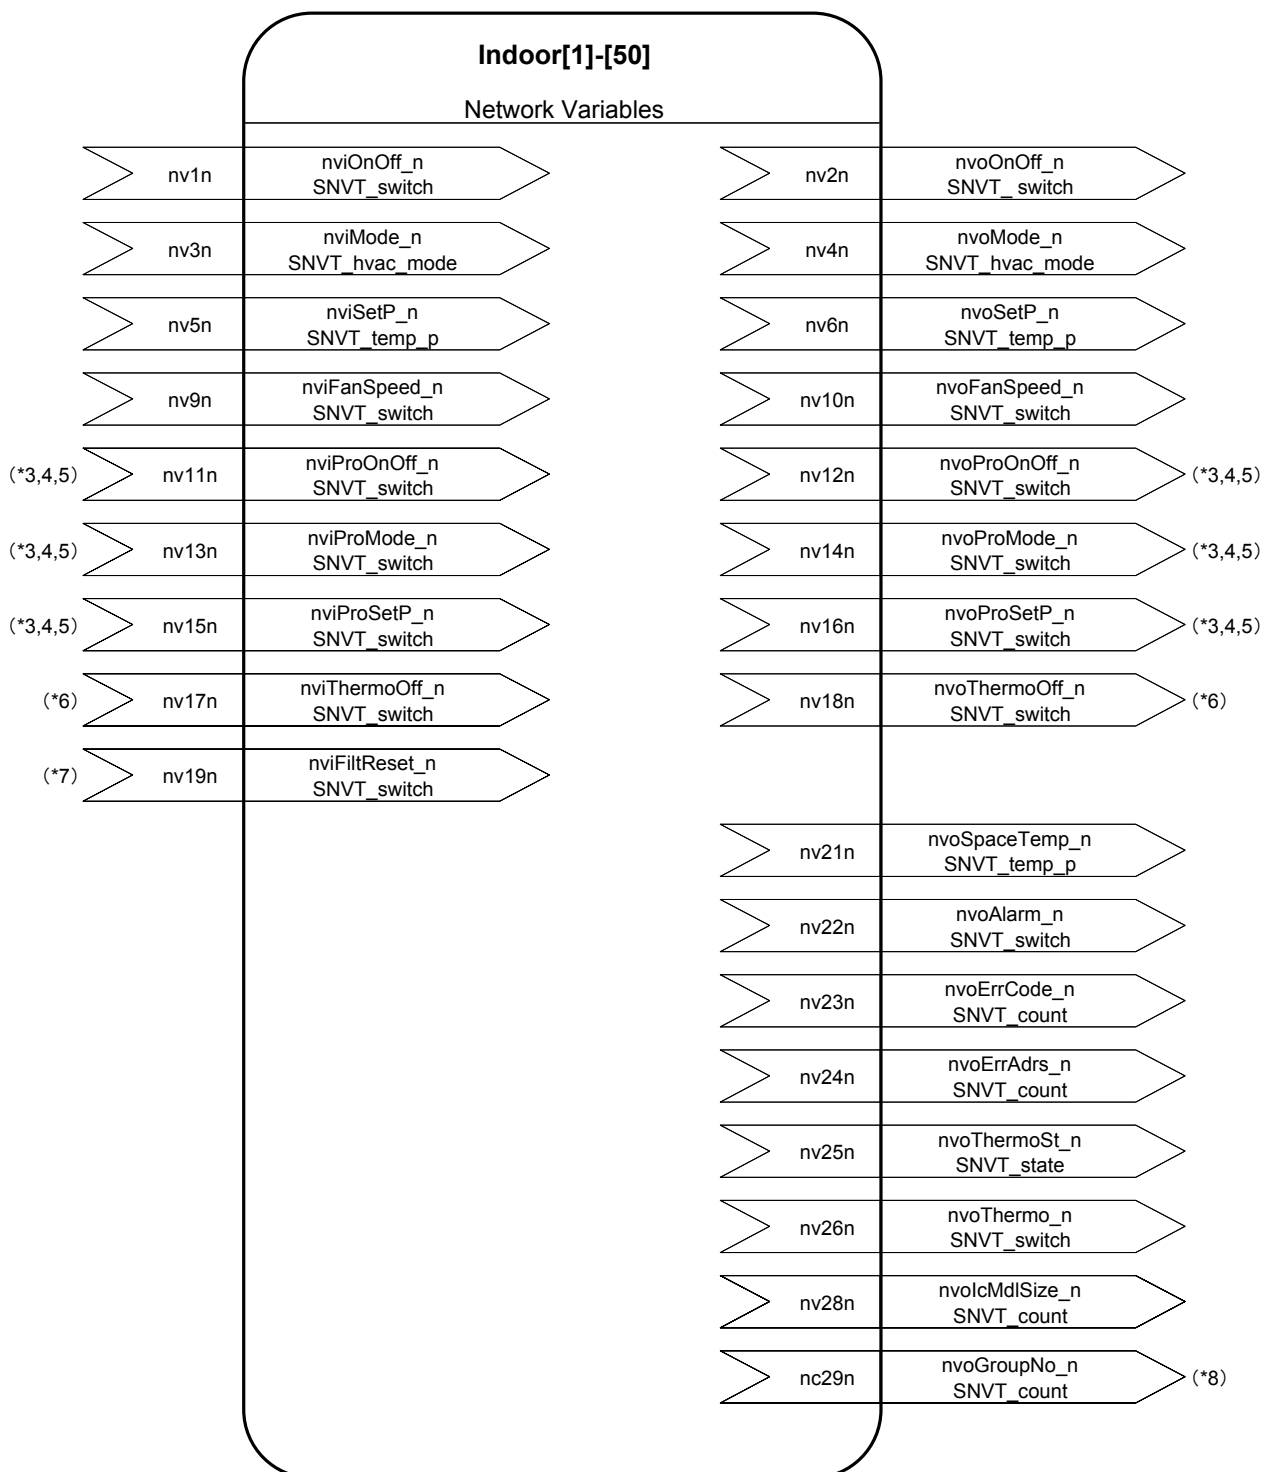 Indoor[1]-[50]
Network Variables
nv1n
nviOnOff_n
SNVT_switch
nv2n
nvoOnOff_n
SNVT_ switch
nv3n
nviMode_n
SNVT_hvac_mode
nv4n
nvoMode_n
SNVT_hvac_mode
nv5n
nviSetP_n
SNVT_temp_p
nv6n
nvoSetP_n
SNVT_temp_p
nv9n
nviFanSpeed_n
SNVT_switch
nv10n
nvoFanSpeed_n
SNVT_switch
(*3,4,5)
nv11n
nviProOnOff_n
SNVT_switch
nv12n
nvoProOnOff_n
SNVT_switch
(*3,4,5)
(*3,4,5)
nv13n
nviProMode_n
SNVT_switch
nv14n
nvoProMode_n
SNVT_switch
(*3,4,5)
(*3,4,5)
nv15n
nviProSetP_n
SNVT_switch
nv16n
nvoProSetP_n
SNVT_switch
(*3,4,5)
(*6)
nv17n
nviThermoOff_n
SNVT_switch
nv18n
nvoThermoOff_n
SNVT_switch
(*6)
(*7)
nv19n
nviFiltReset_n
SNVT_switch
nv21n
nvoSpaceTemp_n
SNVT_temp_p
nv22n
nvoAlarm_n
SNVT_switch
nv23n
nvoErrCode_n
SNVT_count
nv24n
nvoErrAdrs_n
SNVT_count
nv25n
nvoThermoSt_n
SNVT_state
nv26n
nvoThermo_n
SNVT_switch
nv28n
nvoIcMdlSize_n
SNVT_count
nc29n
nvoGroupNo_n
SNVT_count
(*8)